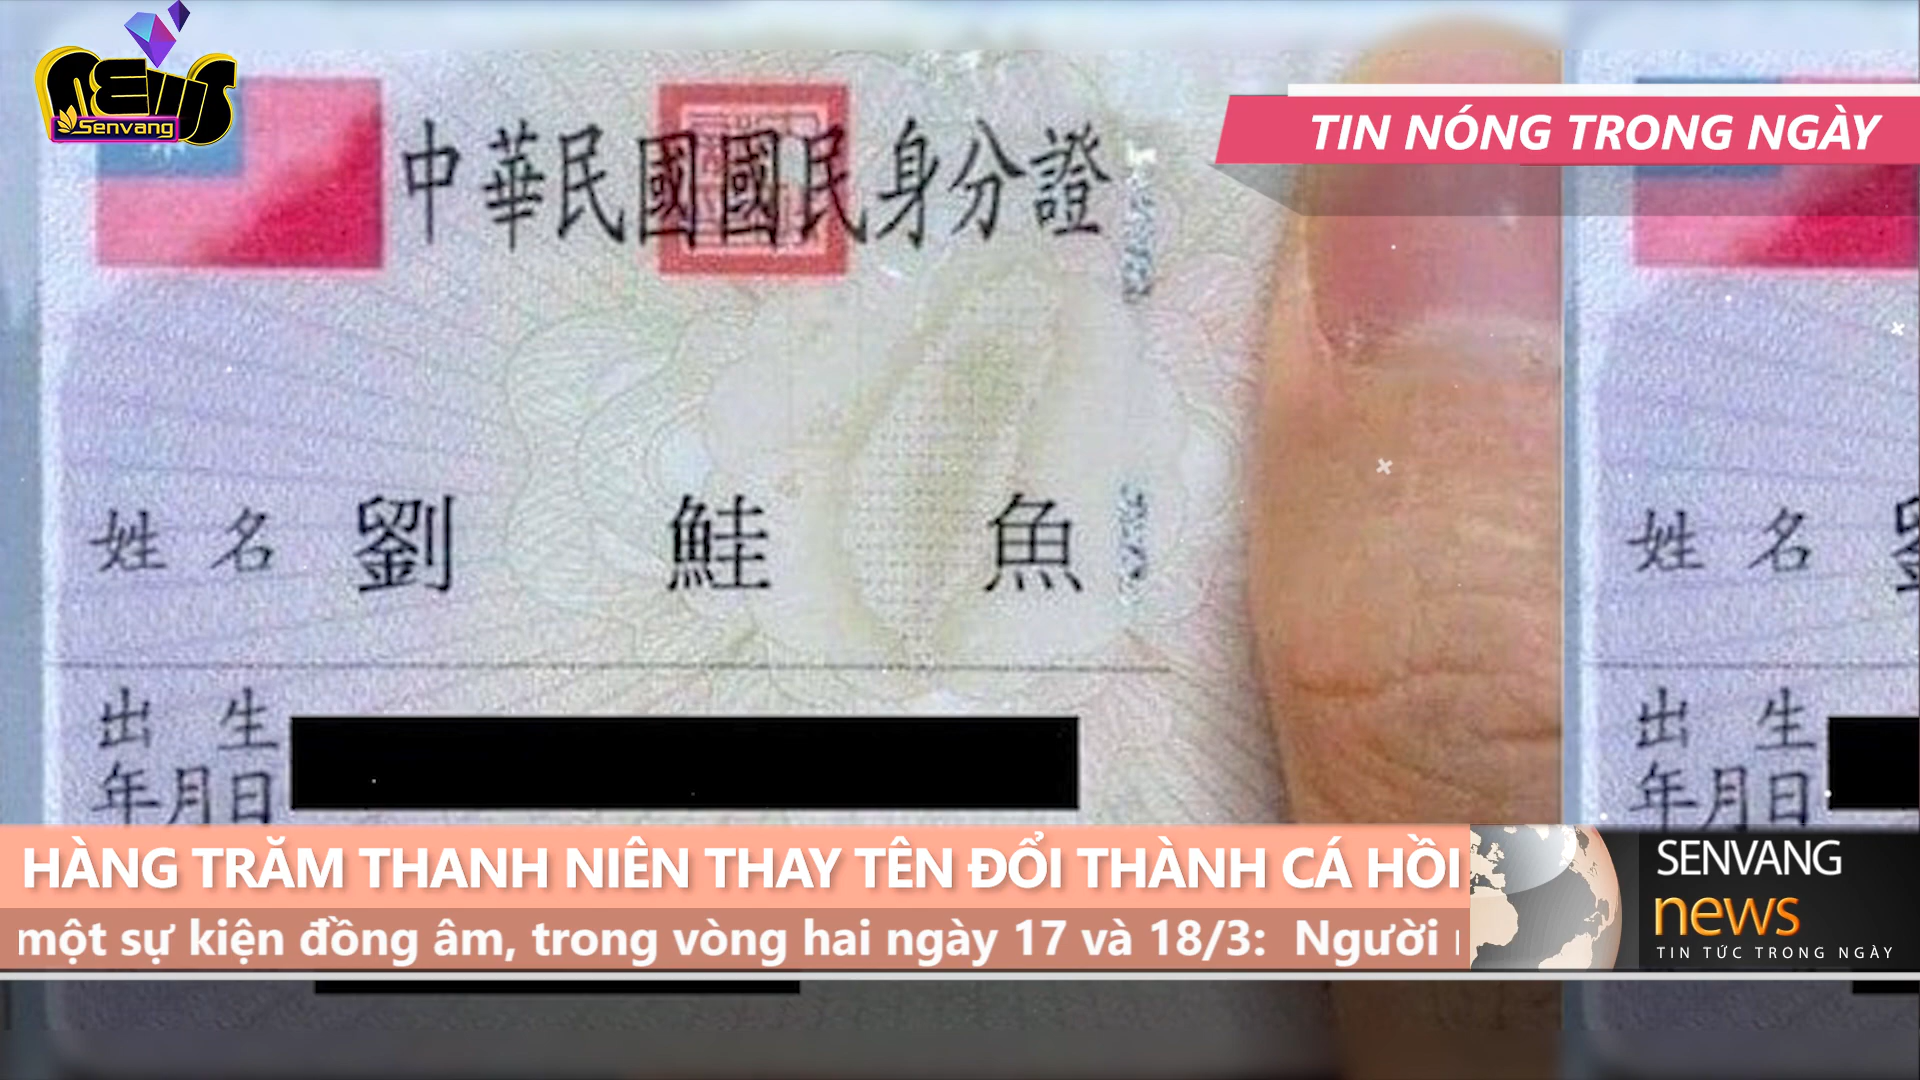 NEWS
Senvang
TIN NÓNG TRONG NGÀY
中華民國國民身分證
姓名 劉 鮭 魚
姓名
出生
年月日
出生
年月日
HÀNG TRĂM THANH NIÊN THAY TÊN ĐỔI THÀNH CÁ HỒI
một sự kiện đồng âm, trong vòng hai ngày 17 và 18/3: Người
SENVANG
news
TIN TỨC TRONG NGÀY